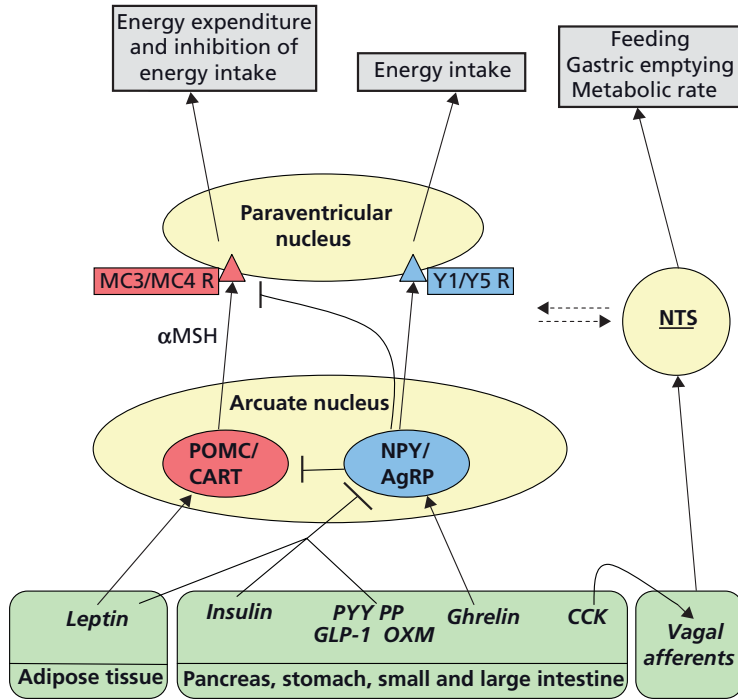 Energy expenditure
and inhibition of
energy intake
Energy intake
Feeding
Gastric emptying
Metabolic rate
Paraventricular
nucleus
MC3/MC4 R
Y1/Y5 R
NTS
αMSH
Arcuate nucleus
POMC/
CART
NPY/
AgRP
Leptin
Adipose tissue
Insulin
PYY PP
GLP-1 OXM
Ghrelin
CCK
Pancreas, stomach, small and large intestine
Vagal
afferents